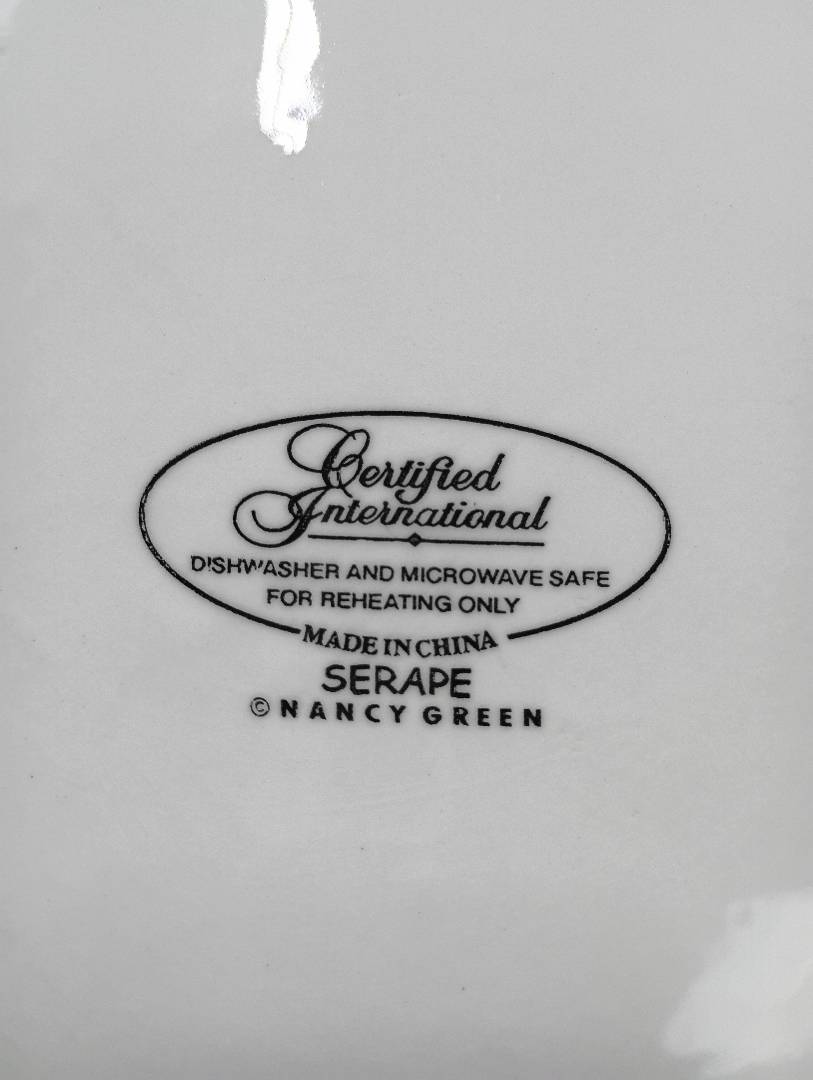 Certified
International
DISHWASHER AND MICROWAVE SAFE
FOR REHEATING ONLY
MADE IN CHINA
SERAPE
© NANCY GREEN